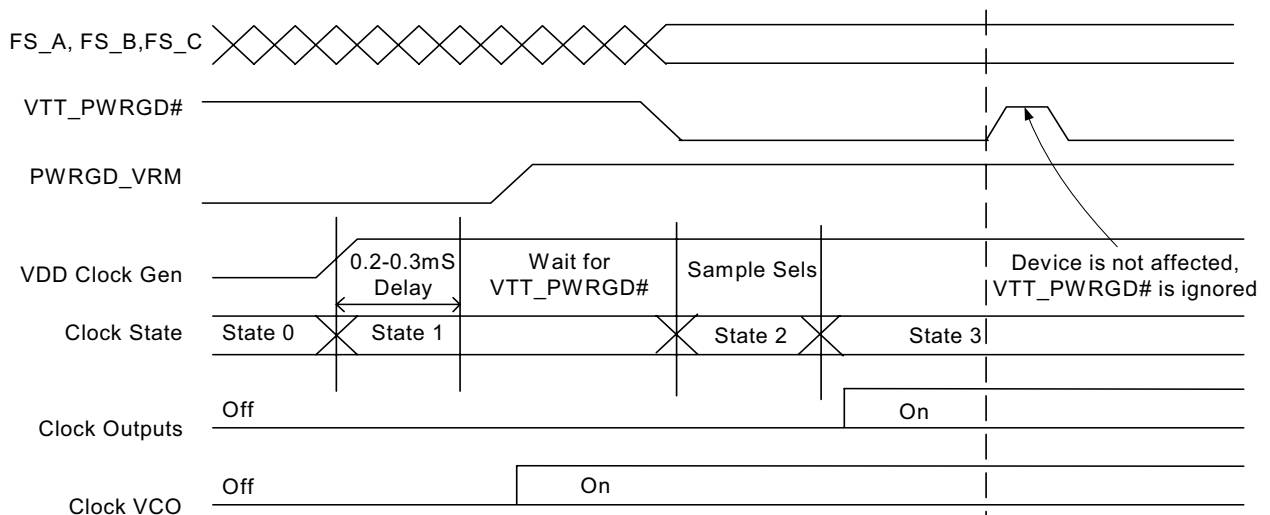 FS_A, FS_B,FS_C
VTT_PWRGD#
PWRGD_VRM
VDD Clock Gen
0.2-0.3mS
Delay
Wait for
VTT_PWRGD#
Sample Sels
Device is not affected,
VTT_PWRGD# is ignored
Clock State
State 0
State 1
State 2
State 3
Clock Outputs
Off
On
Clock VCO
Off
On